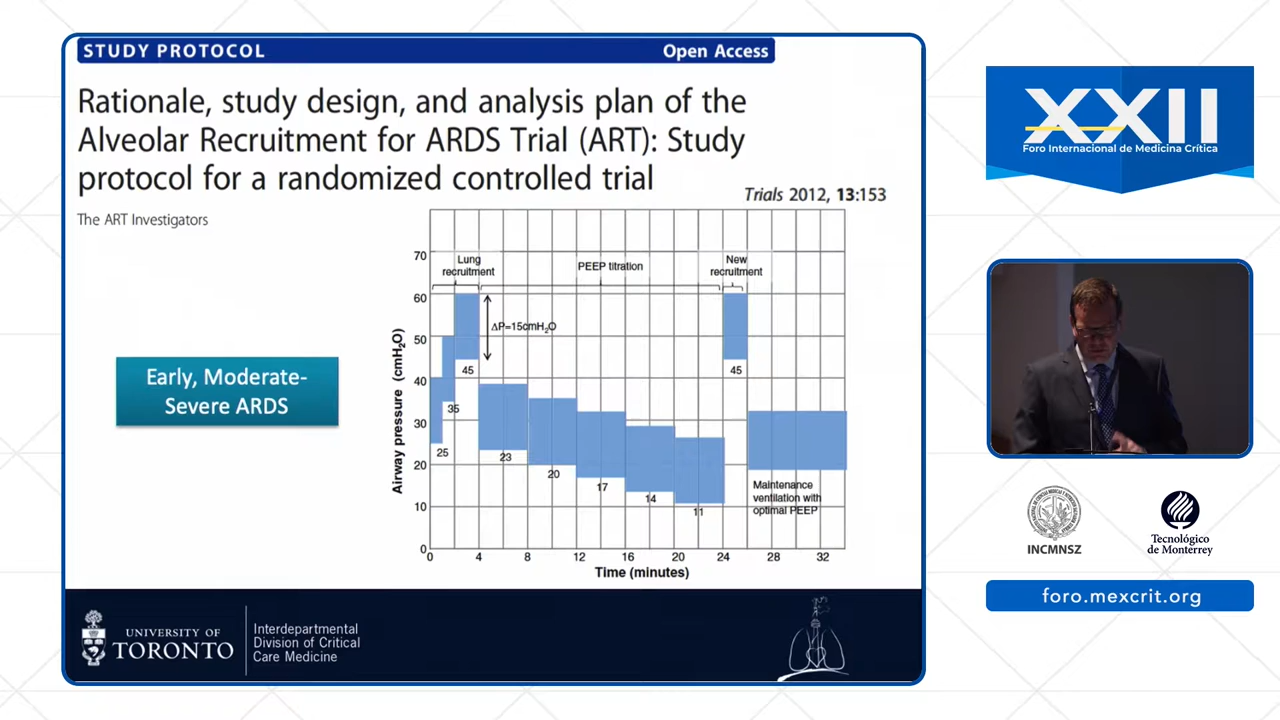 STUDY PROTOCOL
Open Access
Rationale, study design, and analysis plan of the
Alveolar Recruitment for ARDS Trial (ART): Study
protocol for a randomized controlled trial
Trials 2012, 13:153
The ART Investigators
Early, Moderate-
Severe ARDS
Airway pressure (cmH2O)
70
60
50
40
30
20
10
0
Lung
recruitment
PEEP titration
New
recruitment
ΔP=15cmH2O
25
35
45
23
20
17
14
11
45
Maintenance
ventilation with
optimal PEEP
0
4
8
12
16
20
24
28
32
Time (minutes)
UNIVERSITY OF
TORONTO
Interdepartmental
Division of Critical
Care Medicine
XXII
Foro Internacional de Medicina Crítica
INCMNSZ
Tecnológico
de Monterrey
foro.mexcrit.org